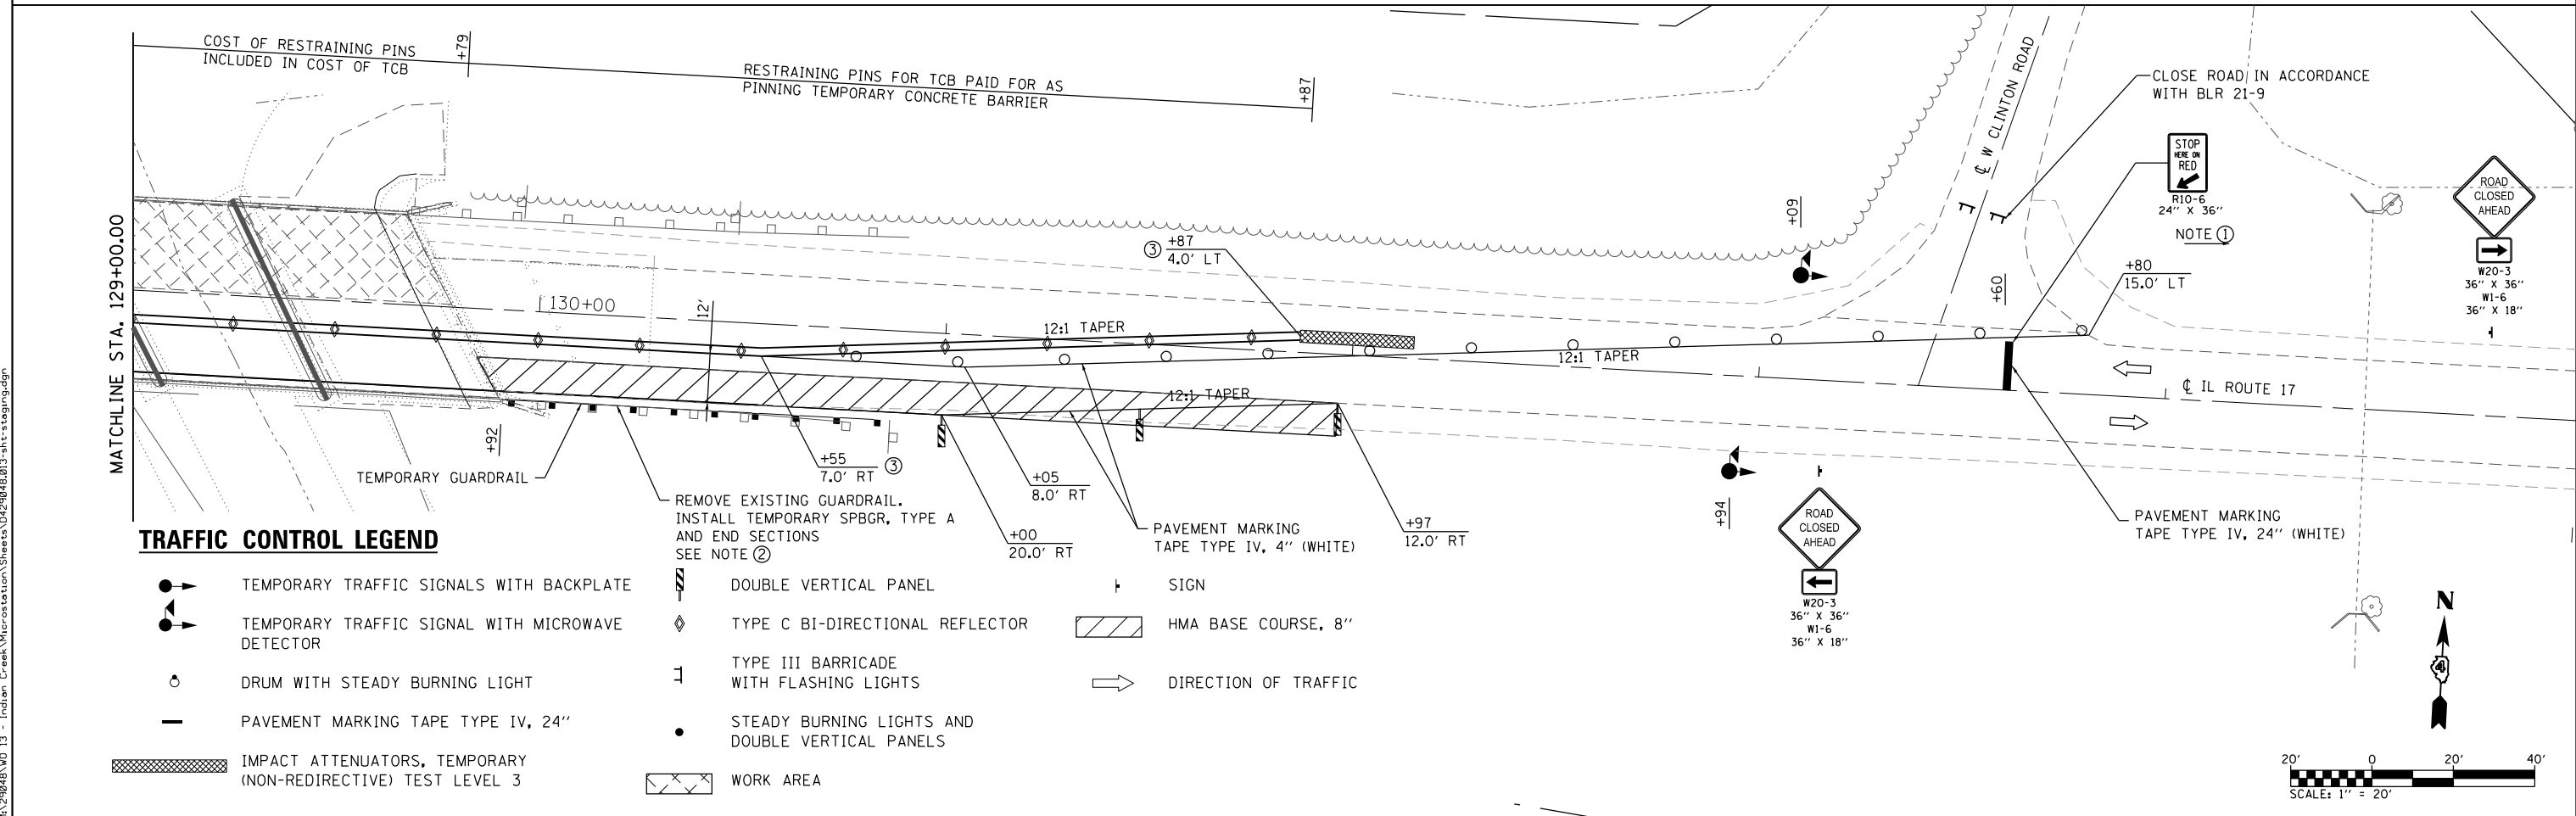 COST OF RESTRAINING PINS
INCLUDED IN COST OF TCB
+79
RESTRAINING PINS FOR TCB PAID FOR AS
PINNING TEMPORARY CONCRETE BARRIER
+87
MATCHLINE STA. 129+00.00
130+00
12'
③ +87
4.0' LT
12:1 TAPER
12:1 TAPER
12:1 TAPER
+09
℄ W CLINTON ROAD
CLOSE ROAD IN ACCORDANCE
WITH BLR 21-9
STOP
HERE ON
RED
R10-6
24" X 36"
NOTE ①
+60
+80
15.0' LT
ROAD
CLOSED
AHEAD
W20-3
36" X 36"
W1-6
36" X 18"
℄ IL ROUTE 17
+92
TEMPORARY GUARDRAIL
REMOVE EXISTING GUARDRAIL.
INSTALL TEMPORARY SPBGR, TYPE A
AND END SECTIONS
SEE NOTE ②
+55
7.0' RT ③
+05
8.0' RT
+00
20.0' RT
PAVEMENT MARKING
TAPE TYPE IV, 4" (WHITE)
+97
12.0' RT
+94
ROAD
CLOSED
AHEAD
W20-3
36" X 36"
W1-6
36" X 18"
PAVEMENT MARKING
TAPE TYPE IV, 24" (WHITE)
TRAFFIC CONTROL LEGEND
TEMPORARY TRAFFIC SIGNALS WITH BACKPLATE
TEMPORARY TRAFFIC SIGNAL WITH MICROWAVE
DETECTOR
DRUM WITH STEADY BURNING LIGHT
PAVEMENT MARKING TAPE TYPE IV, 24"
IMPACT ATTENUATORS, TEMPORARY
(NON-REDIRECTIVE) TEST LEVEL 3
DOUBLE VERTICAL PANEL
TYPE C BI-DIRECTIONAL REFLECTOR
TYPE III BARRICADE
WITH FLASHING LIGHTS
STEADY BURNING LIGHTS AND
DOUBLE VERTICAL PANELS
WORK AREA
SIGN
HMA BASE COURSE, 8"
DIRECTION OF TRAFFIC
N
4
20' 0 20' 40'
SCALE: 1" = 20'